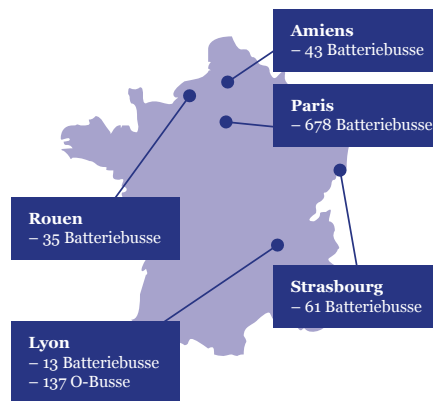 Amiens
– 43 Batteriebusse
Paris
– 678 Batteriebusse
Rouen
– 35 Batteriebusse
Strasbourg
– 61 Batteriebusse
Lyon
– 13 Batteriebusse
– 137 O-Busse